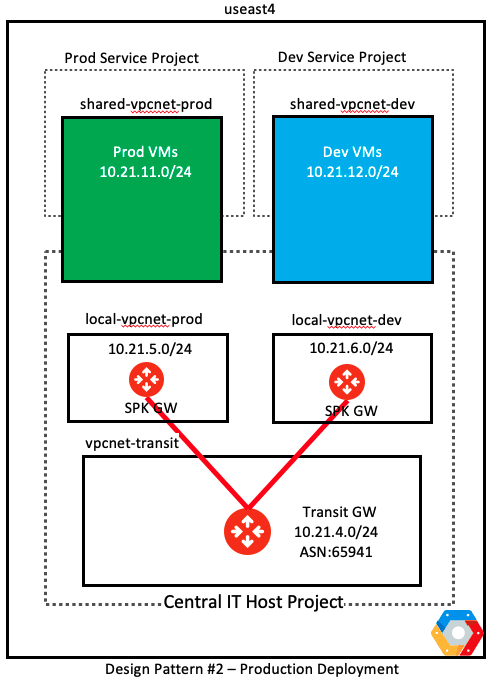 useast4
Prod Service Project
Dev Service Project
shared-vpcnet-prod
shared-vpcnet-dev
Prod VMs
10.21.11.0/24
Dev VMs
10.21.12.0/24
local-vpcnet-prod
local-vpcnet-dev
10.21.5.0/24
10.21.6.0/24
SPK GW
SPK GW
vpcnet-transit
Transit GW
10.21.4.0/24
ASN:65941
Central IT Host Project
Design Pattern #2 – Production Deployment